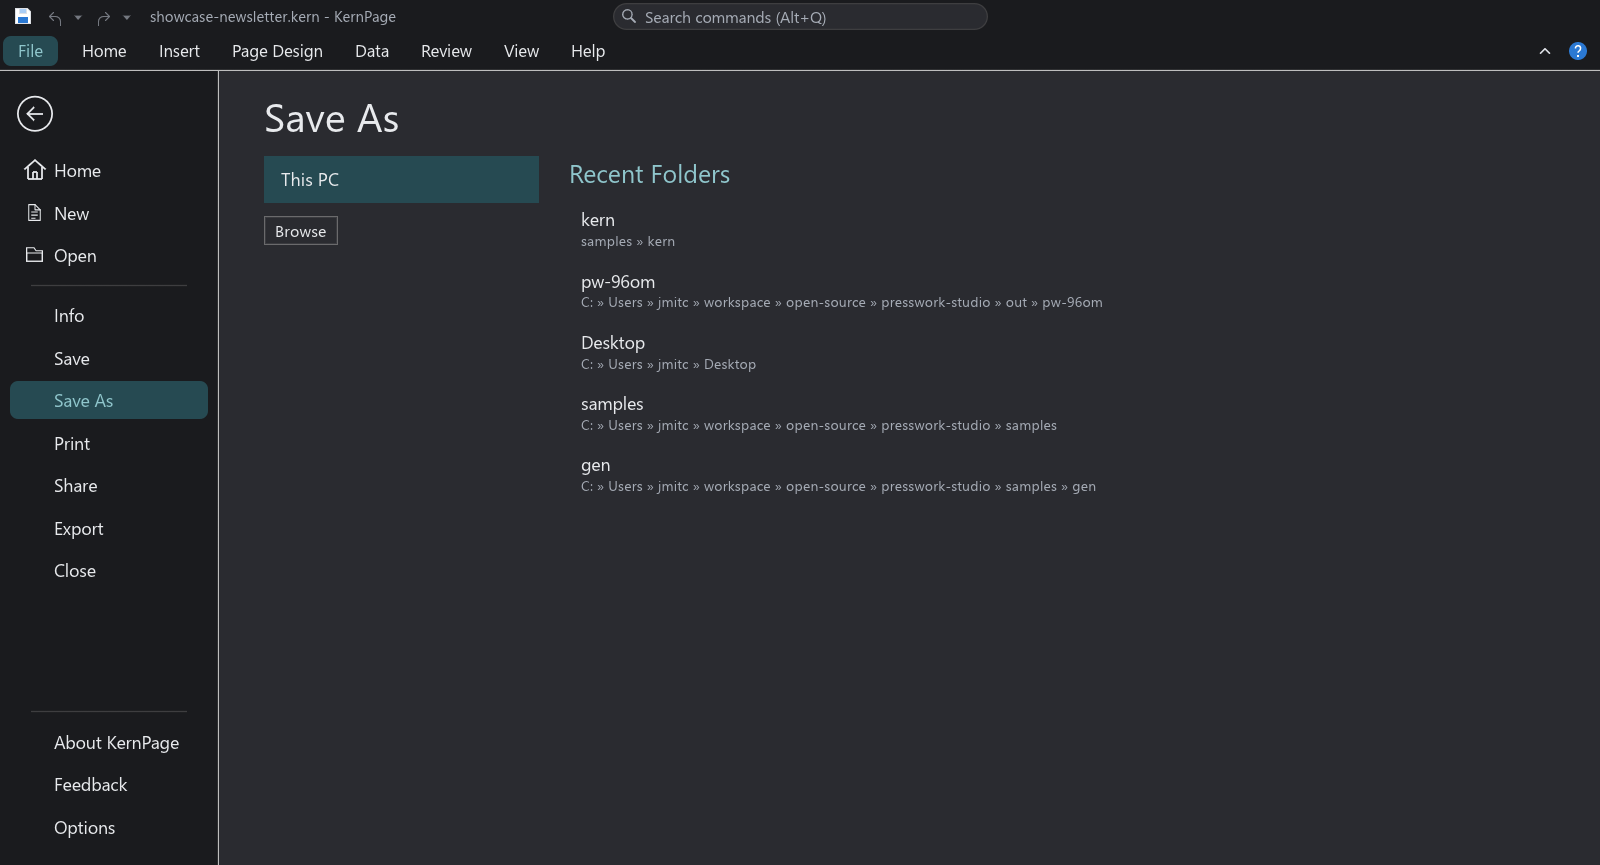 showcase-newsletter.kern - KernPage
Search commands (Alt+Q)
File Home Insert Page Design Data Review View Help
?
Save As
Home
New
Open
Info
Save
Save As
Print
Share
Export
Close
About KernPage
Feedback
Options
This PC
Browse
Recent Folders
kern
samples » kern
pw-96om
C: » Users » jmitc » workspace » open-source » presswork-studio » out » pw-96om
Desktop
C: » Users » jmitc » Desktop
samples
C: » Users » jmitc » workspace » open-source » presswork-studio » samples
gen
C: » Users » jmitc » workspace » open-source » presswork-studio » samples » gen